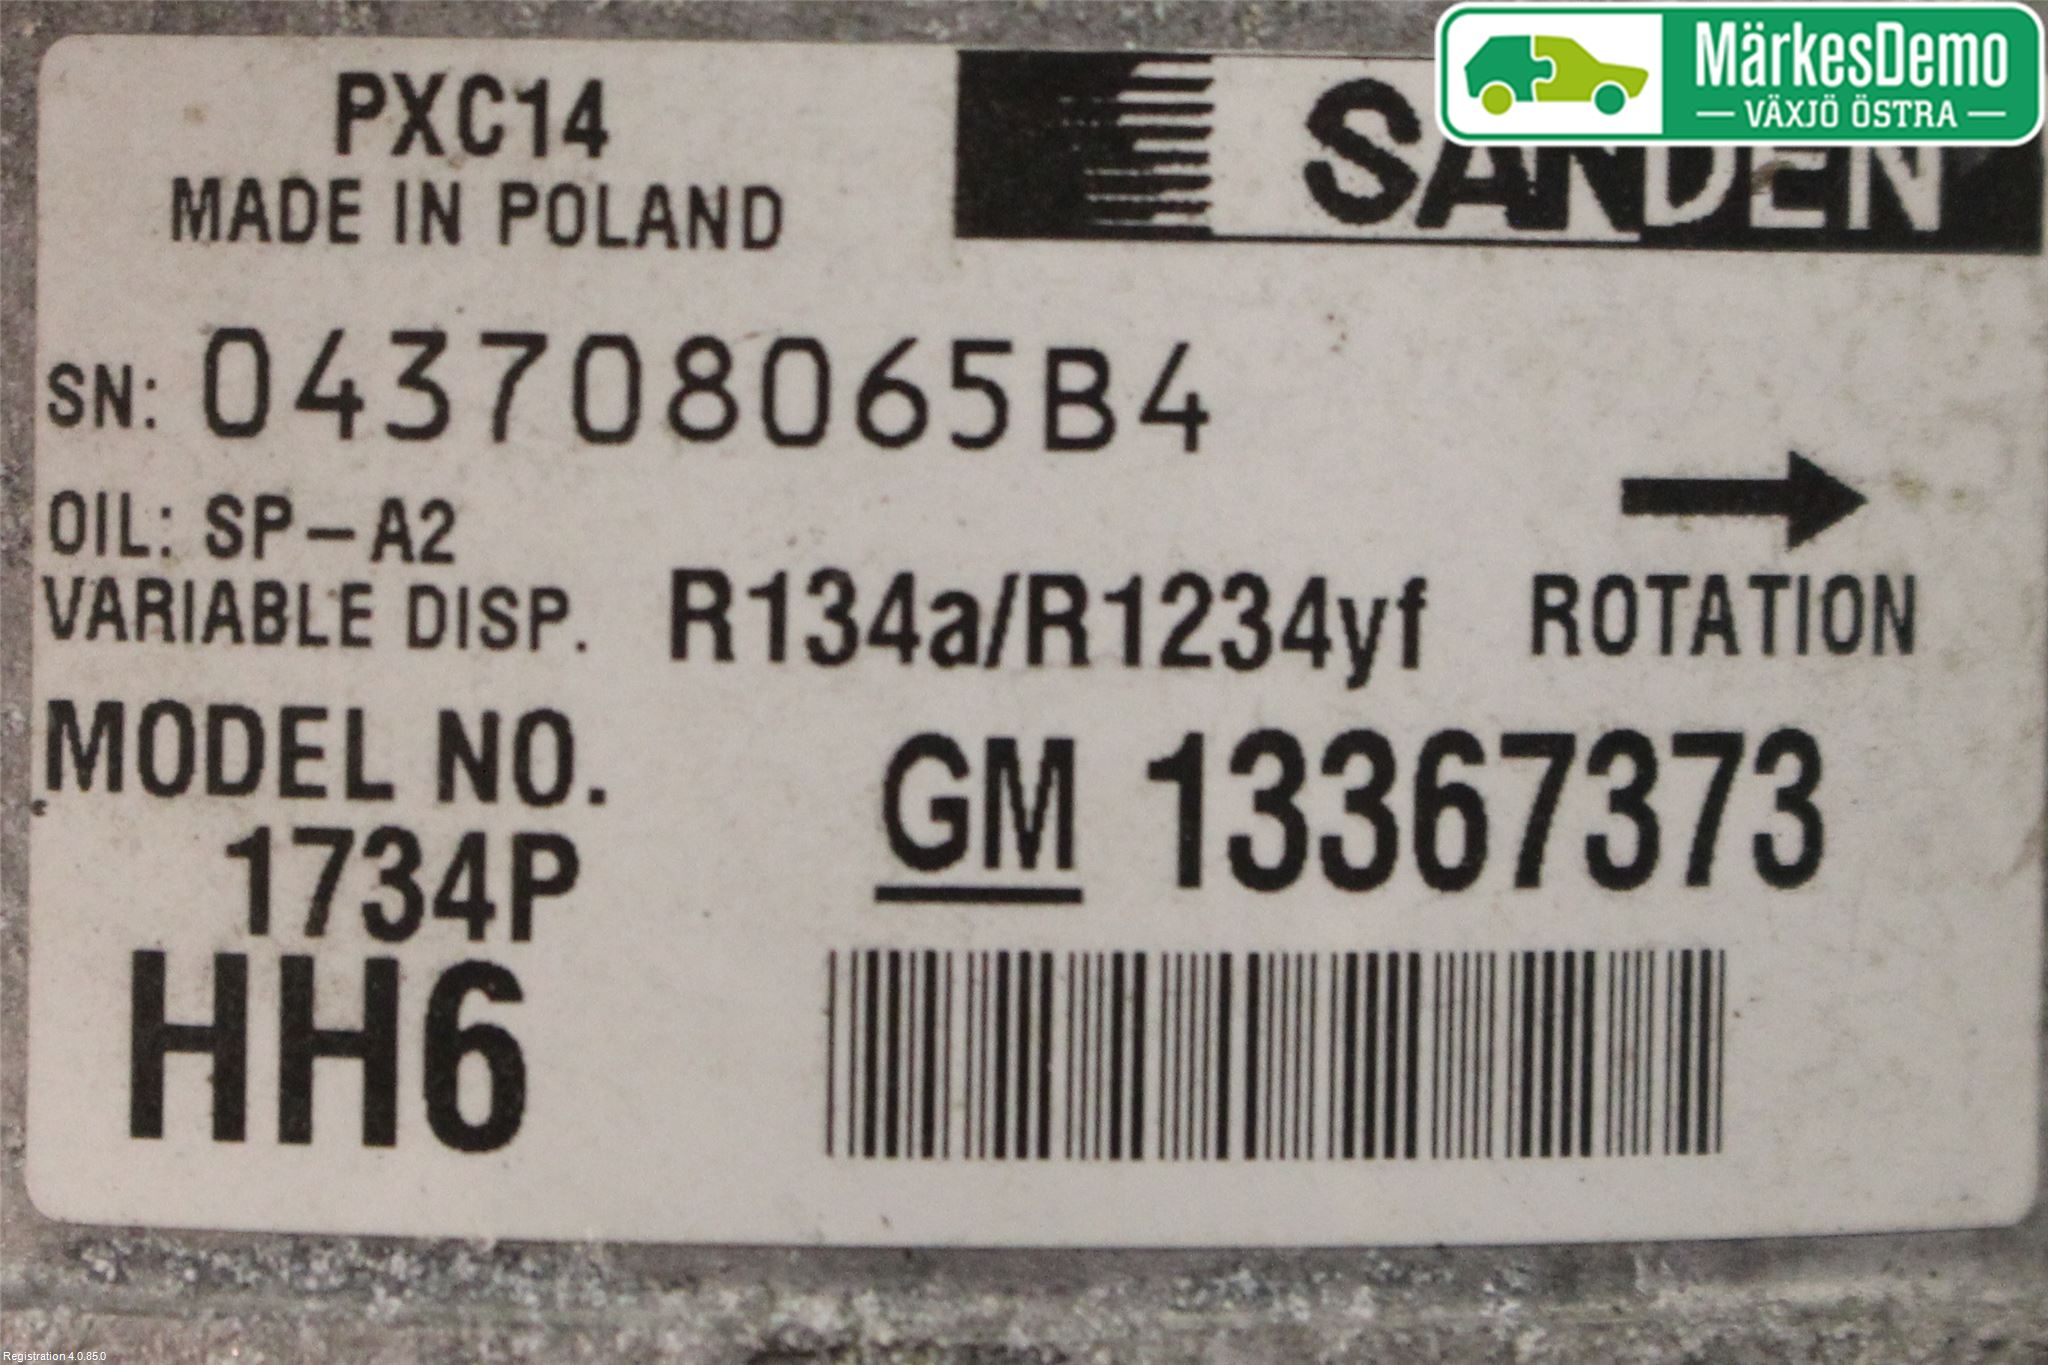 MärkesDemo
VÄXJÖ ÖSTRA
PXC14
MADE IN POLAND
SANDEN
SN: 043708065B4
OIL: SP-A2
VARIABLE DISP. R134a/R1234yf
ROTATION
MODEL NO.
1734P
GM 13367373
HH6
Registration 4.0.85.0